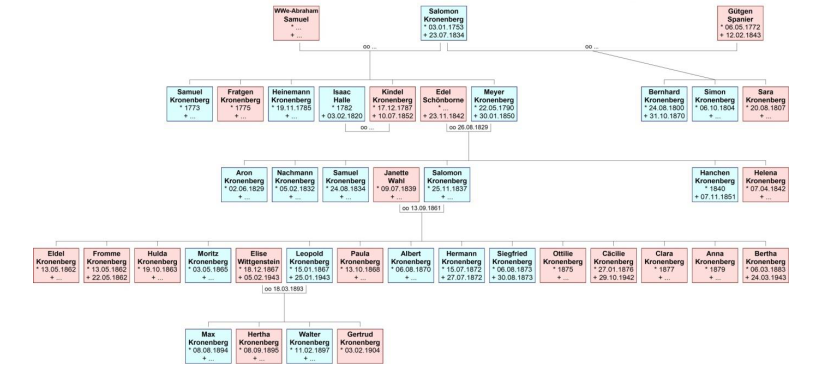 WWe-Abraham
Samuel
* ...
+ ...
Salomon
Kronenberg
* 03.01.1753
+ 23.07.1834
Gütgen
Spanier
* 06.05.1772
+ 12.02.1843
oo ...
oo ...
Samuel
Kronenberg
* 1773
+ ...
Fratgen
Kronenberg
* 1775
+ ...
Heinemann
Kronenberg
* 19.11.1785
+ ...
Isaac
Halle
* 1782
+ 03.02.1820
Kindel
Kronenberg
* 17.12.1787
+ 10.07.1852
Edel
Schönborne
* ...
+ 23.11.1842
Meyer
Kronenberg
* 22.05.1790
+ 30.01.1850
Bernhard
Kronenberg
* 24.08.1800
+ 31.10.1870
Simon
Kronenberg
* 06.10.1804
+ ...
Sara
Kronenberg
* 20.08.1807
+ ...
oo ...
oo 26.08.1829
Aron
Kronenberg
* 02.06.1829
+ ...
Nachmann
Kronenberg
* 05.02.1832
+ ...
Samuel
Kronenberg
* 24.08.1834
+ ...
Janette
Wahl
* 09.07.1839
+ ...
Salomon
Kronenberg
* 25.11.1837
+ ...
Hanchen
Kronenberg
* 1840
+ 07.11.1851
Helena
Kronenberg
* 07.04.1842
+ ...
oo 13.09.1861
Eldel
Kronenberg
* 13.05.1862
+ ...
Fromme
Kronenberg
* 13.05.1862
+ 22.05.1862
Hulda
Kronenberg
* 19.10.1863
+ ...
Moritz
Kronenberg
* 03.05.1865
+ ...
Elise
Wittgenstein
* 18.12.1867
+ 05.02.1943
Leopold
Kronenberg
* 15.01.1867
+ 25.01.1943
Paula
Kronenberg
* 13.10.1868
+ ...
Albert
Kronenberg
* 06.08.1870
+ ...
Hermann
Kronenberg
* 15.07.1872
+ 27.07.1872
Siegfried
Kronenberg
* 06.08.1873
+ 30.08.1873
Ottilie
Kronenberg
* 1875
+ ...
Cäcilie
Kronenberg
* 27.01.1876
+ 29.10.1942
Clara
Kronenberg
* 1877
+ ...
Anna
Kronenberg
* 1879
+ ...
Bertha
Kronenberg
* 06.03.1883
+ 24.03.1943
oo 18.03.1893
Max
Kronenberg
* 08.08.1894
+ ...
Hertha
Kronenberg
* 08.09.1895
+ ...
Walter
Kronenberg
* 11.02.1897
+ ...
Gertrud
Kronenberg
* 03.02.1904